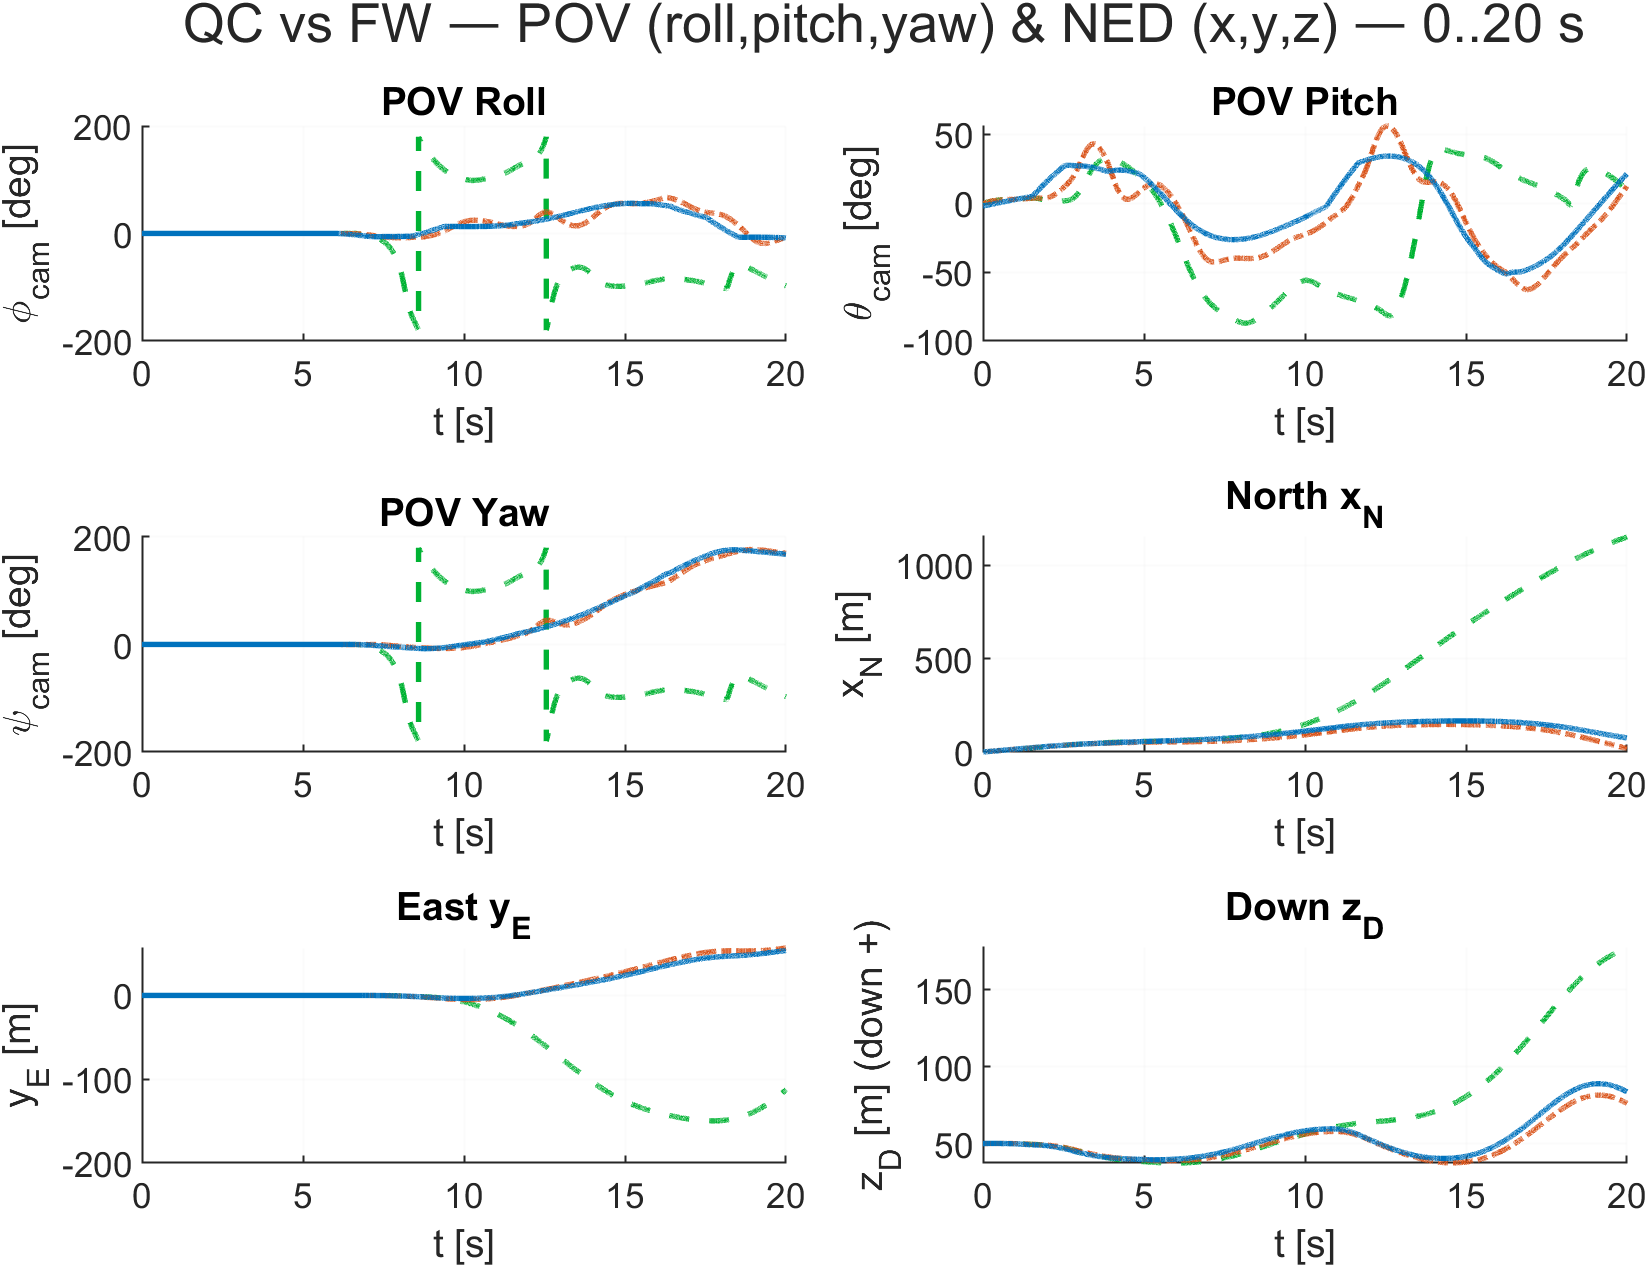 QC vs FW — POV (roll,pitch,yaw) & NED (x,y,z) — 0..20 s
POV Roll
ϕcam [deg]
200
0
-200
0 5 10 15 20
t [s]
POV Pitch
θcam [deg]
50
0
-50
-100
0 5 10 15 20
t [s]
POV Yaw
ψcam [deg]
200
0
-200
0 5 10 15 20
t [s]
North xN
xN [m]
1000
500
0
0 5 10 15 20
t [s]
East yE
yE [m]
0
-100
-200
0 5 10 15 20
t [s]
Down zD
zD [m] (down +)
150
100
50
0 5 10 15 20
t [s]